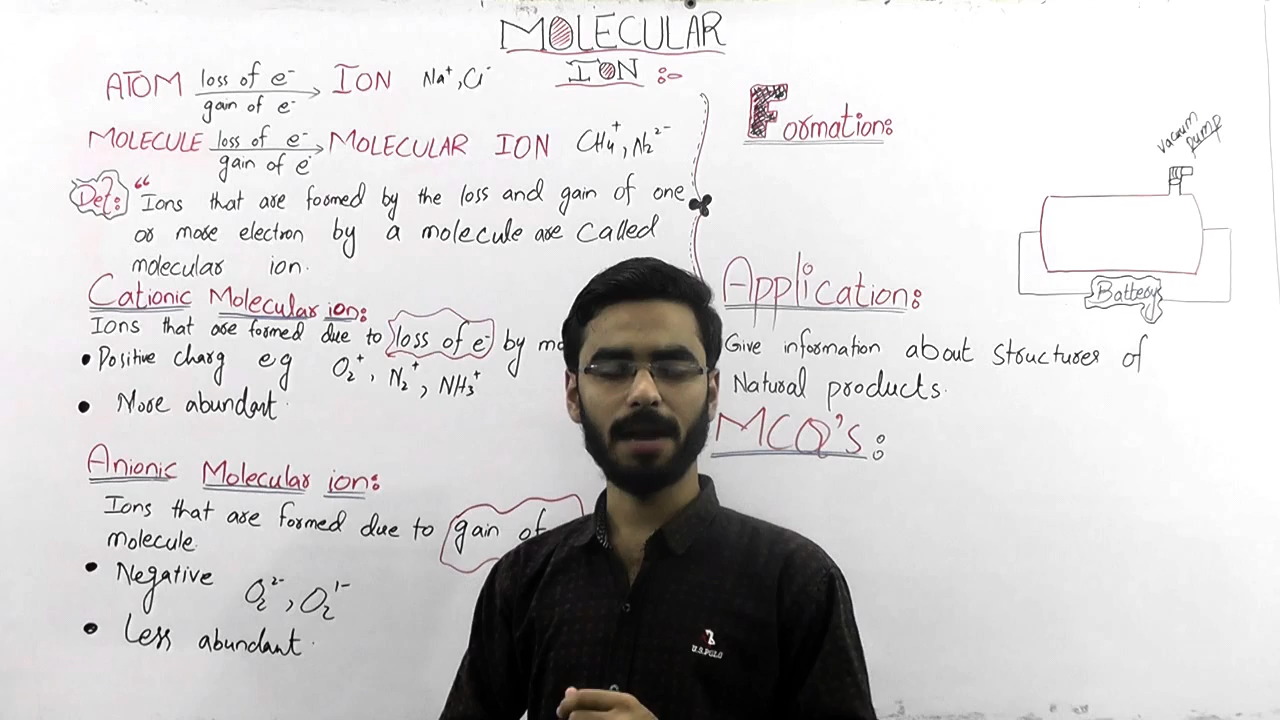 MOLECULAR
ION :-
ATOM loss of e⁻ / gain of e⁻ → ION Na⁺, Cl⁻
MOLECULE loss of e⁻ / gain of e⁻ → MOLECULAR ION CH4⁺, N2²⁻
Def: "Ions that are formed by the loss and gain of one
or more electron by a molecule are called
molecular ion.
Cationic Molecular ion:
Ions that are formed due to loss of e⁻ by mo
• Positive charg e g O2⁺, N2⁺, NH3⁺
• More abundant.
Anionic Molecular ion:
Ions that are formed due to gain of
molecule.
• Negative O2²⁻, O2¹⁻
• Less abundant.
Formation:
vacuum
pump
Battery
Application:
Give information about structures of
Natural products.
MCQ's:
U.S. POLO